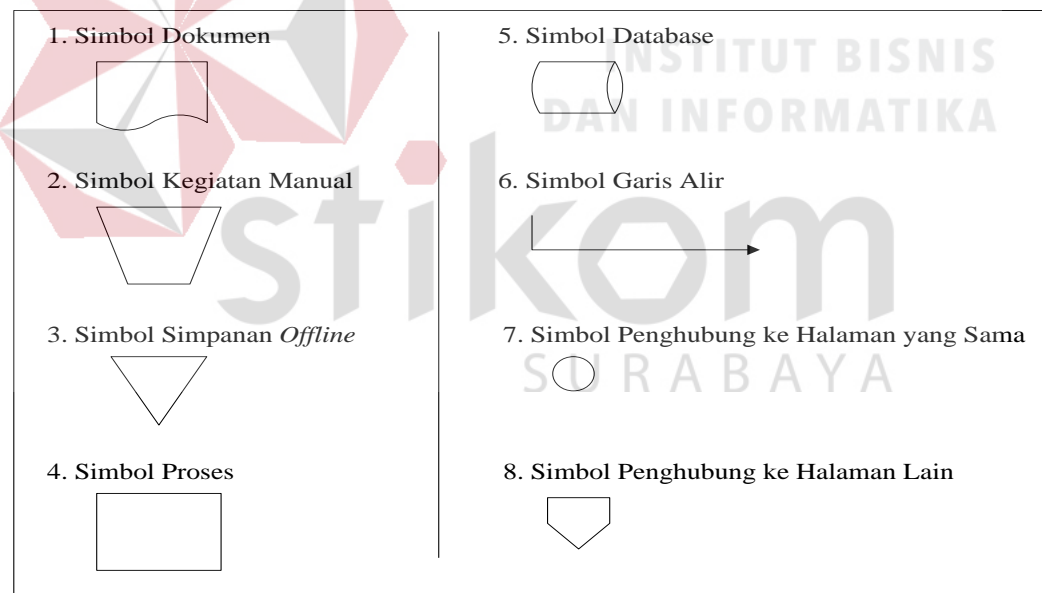 1. Simbol Dokumen
2. Simbol Kegiatan Manual
3. Simbol Simpanan Offline
4. Simbol Proses
5. Simbol Database
6. Simbol Garis Alir
7. Simbol Penghubung ke Halaman yang Sama
8. Simbol Penghubung ke Halaman Lain
INSTITUT BISNIS
DAN INFORMATIKA
stikom
SURABAYA